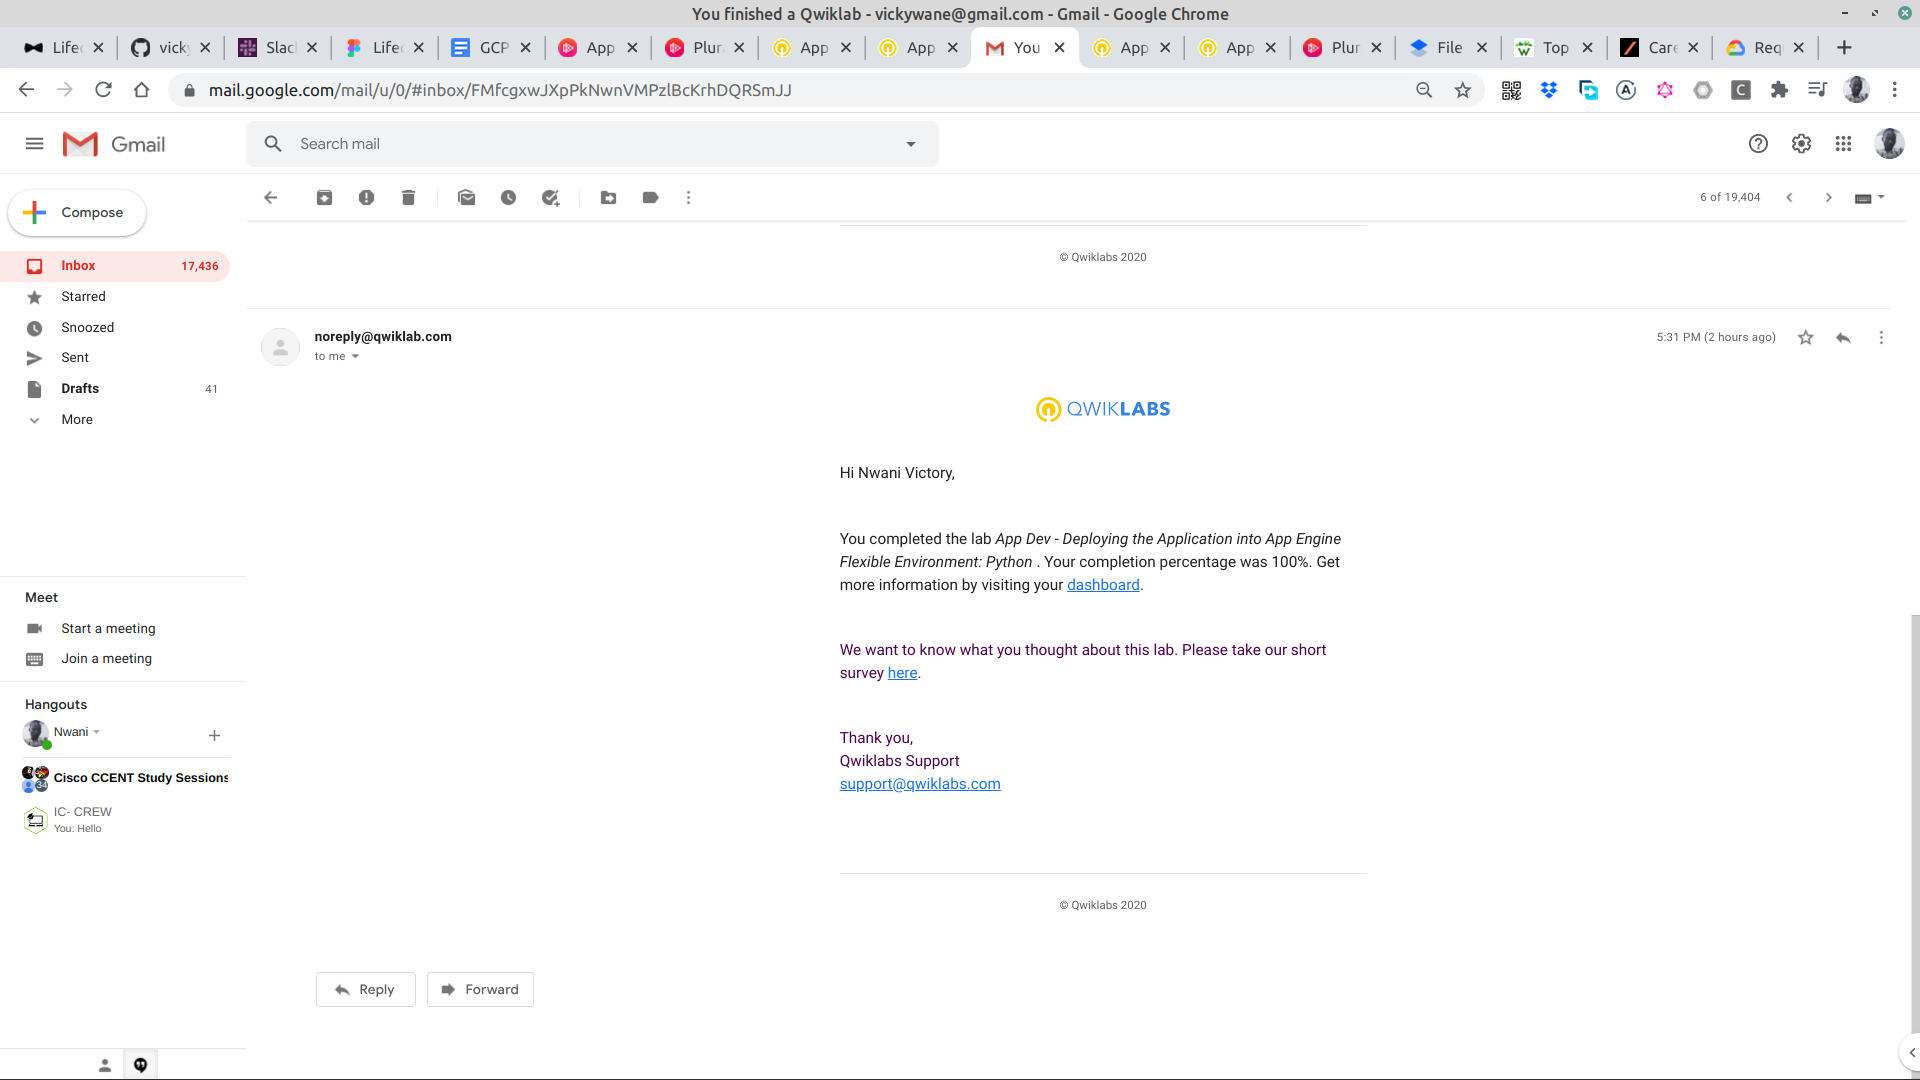 You finished a Qwiklab - vickywane@gmail.com - Gmail - Google Chrome
Lifec vick Slac Lifec GCP App Plur App App You App App Plur File Top Care Req
mail.google.com/mail/u/0/#inbox/FMfcgxwJXpPkNwnVMPzlBcKrhDQRSmJJ
Gmail
Search mail
Compose
6 of 19,404
Inbox 17,436
Starred
Snoozed
Sent
Drafts 41
More
© Qwiklabs 2020
noreply@qwiklab.com
5:31 PM (2 hours ago)
to me
QWIKLABS
Hi Nwani Victory,
You completed the lab App Dev - Deploying the Application into App Engine
Flexible Environment: Python . Your completion percentage was 100%. Get
more information by visiting your dashboard.
We want to know what you thought about this lab. Please take our short
survey here.
Thank you,
Qwiklabs Support
support@qwiklabs.com
© Qwiklabs 2020
Reply
Forward
Meet
Start a meeting
Join a meeting
Hangouts
Nwani
34
Cisco CCENT Study Sessions
IC- CREW
You: Hello